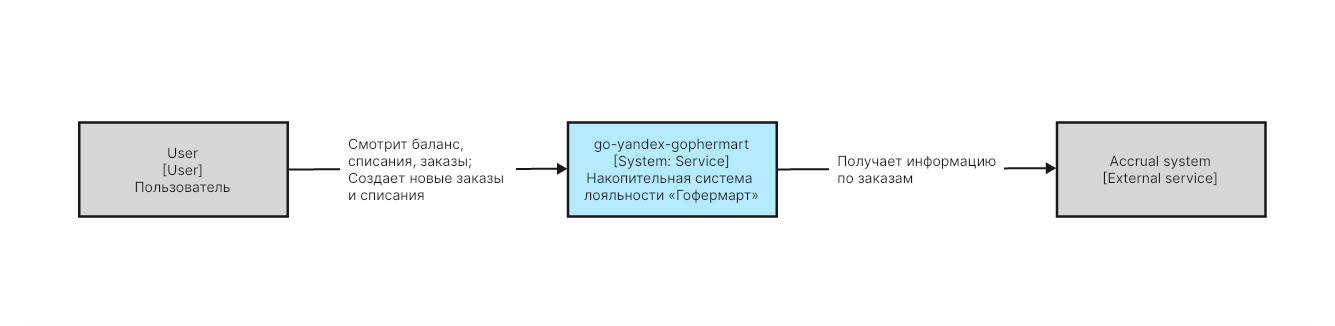 User
[User]
Пользователь
Смотрит баланс,
списания, заказы;
Создает новые заказы
и списания
go-yandex-gophermart
[System: Service]
Накопительная система
лояльности «Гофермарт»
Получает информацию
по заказам
Accrual system
[External service]